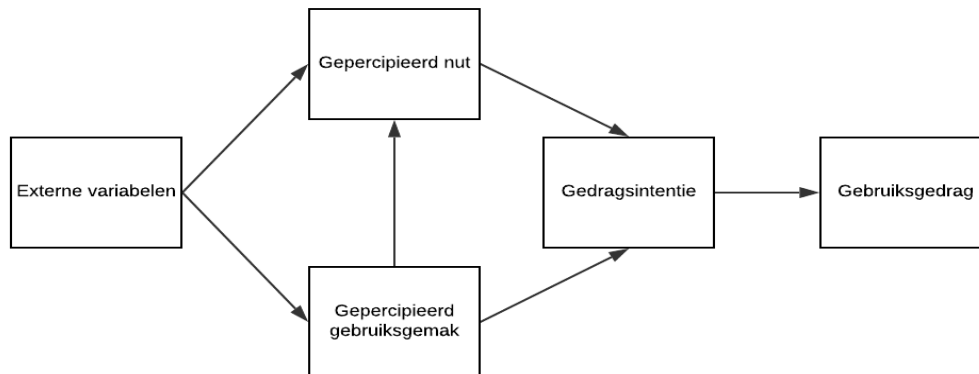 Gepercipieerd nut
Externe variabelen
Gedragsintentie
Gebruiksgedrag
Gepercipieerd
gebruiksgemak